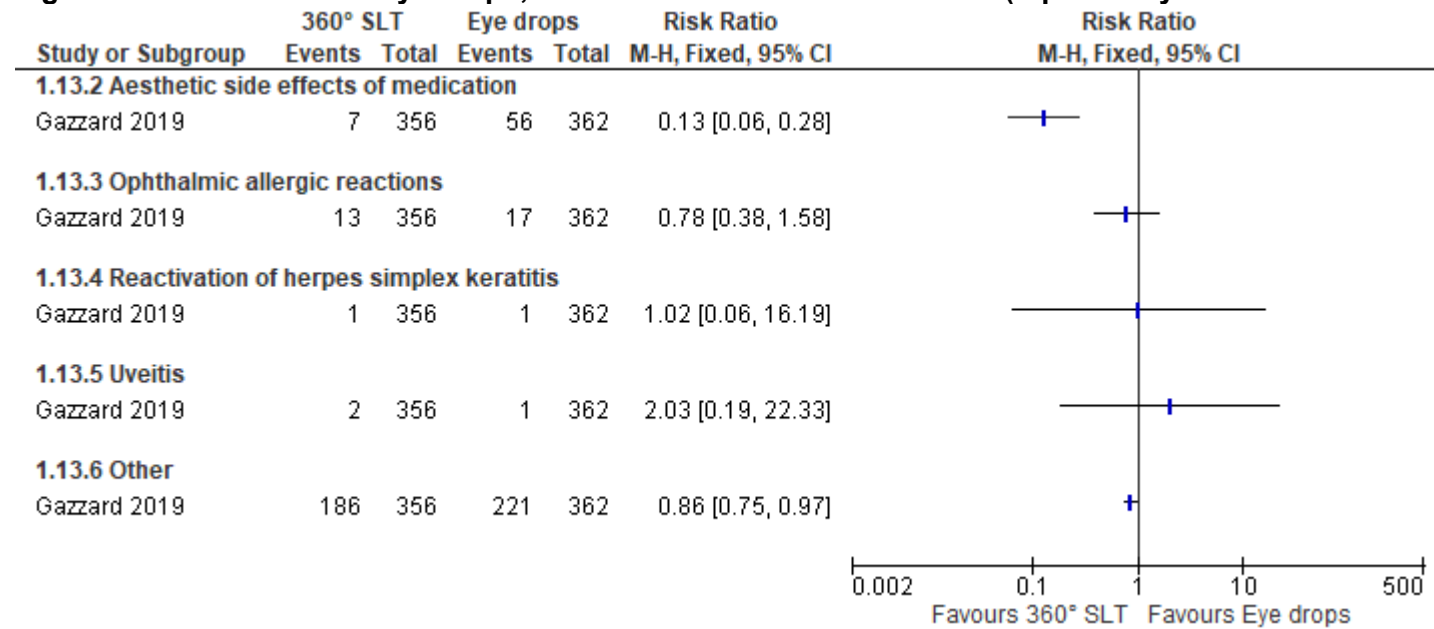 360° SLT Eye drops Risk Ratio Risk Ratio
Study or Subgroup Events Total Events Total M-H, Fixed, 95% CI M-H, Fixed, 95% CI
1.13.2 Aesthetic side effects of medication
Gazzard 2019 7 356 56 362 0.13 [0.06, 0.28]
1.13.3 Ophthalmic allergic reactions
Gazzard 2019 13 356 17 362 0.78 [0.38, 1.58]
1.13.4 Reactivation of herpes simplex keratitis
Gazzard 2019 1 356 1 362 1.02 [0.06, 16.19]
1.13.5 Uveitis
Gazzard 2019 2 356 1 362 2.03 [0.19, 22.33]
1.13.6 Other
Gazzard 2019 186 356 221 362 0.86 [0.75, 0.97]
0.002 0.1 1 10 500
Favours 360° SLT Favours Eye drops